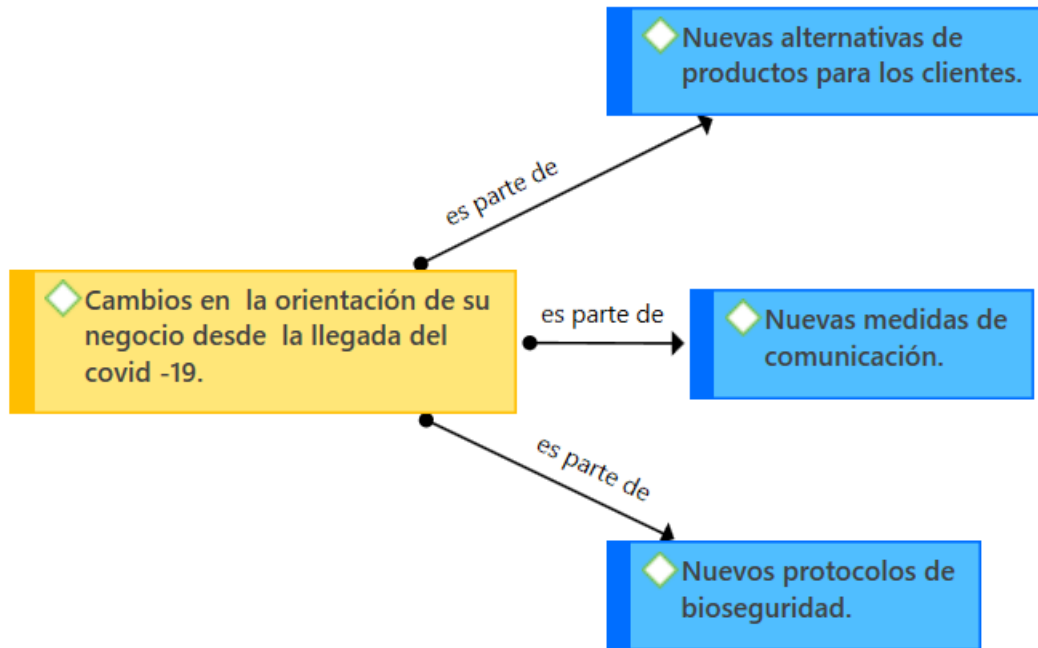 Nuevas alternativas de
productos para los clientes.
es parte de
Cambios en  la orientación de su
negocio desde  la llegada del
covid -19.
es parte de
Nuevas medidas de
comunicación.
es parte de
Nuevos protocolos de
bioseguridad.